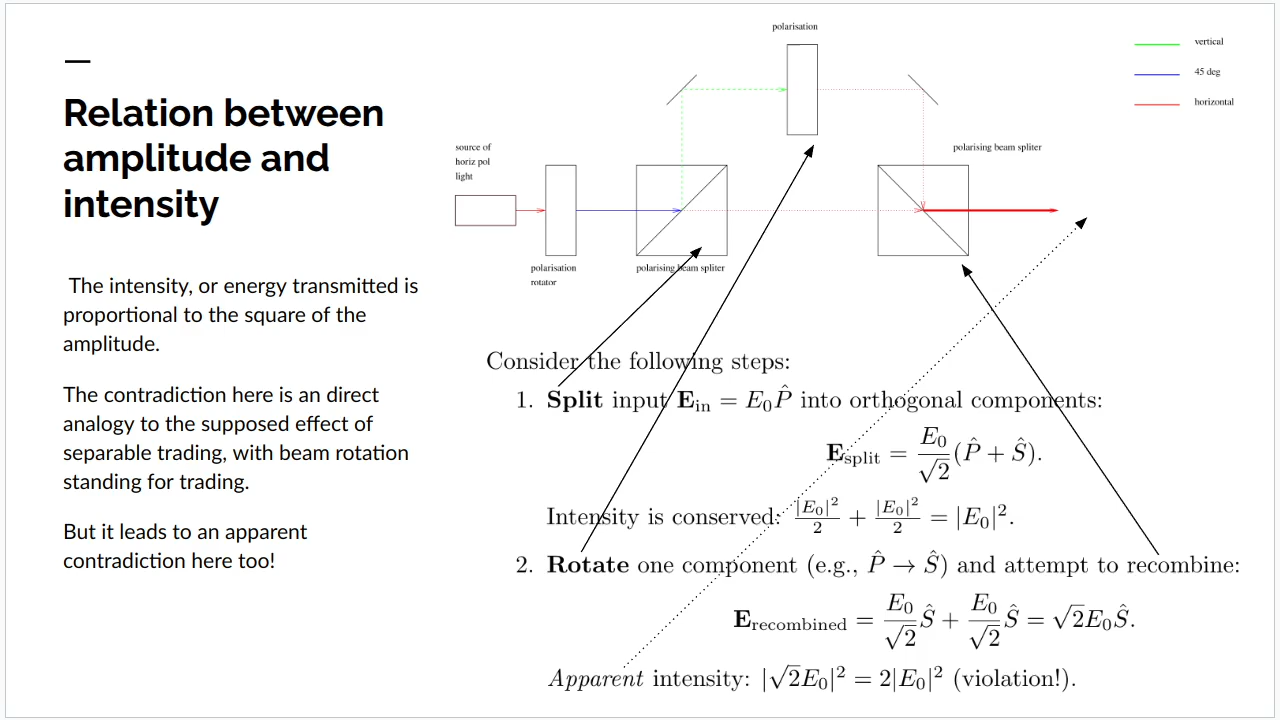 Relation between
amplitude and
intensity
The intensity, or energy transmitted is
proportional to the square of the
amplitude.
The contradiction here is an direct
analogy to the supposed effect of
separable trading, with beam rotation
standing for trading.
But it leads to an apparent
contradiction here too!
polarisation
vertical
45 deg
horizontal
source of
horiz pol
light
polarising beam spliter
polarisation
rotator
polarising beam spliter
Consider the following steps:
1. Split input E_in = E_0 P̂ into orthogonal components:
E_split = E_0/√2 (P̂ + Ŝ).
Intensity is conserved: |E_0|²/2 + |E_0|²/2 = |E_0|².
2. Rotate one component (e.g., P̂ → Ŝ) and attempt to recombine:
E_recombined = E_0/√2 Ŝ + E_0/√2 Ŝ = √2E_0Ŝ.
Apparent intensity: |√2E_0|² = 2|E_0|² (violation!).